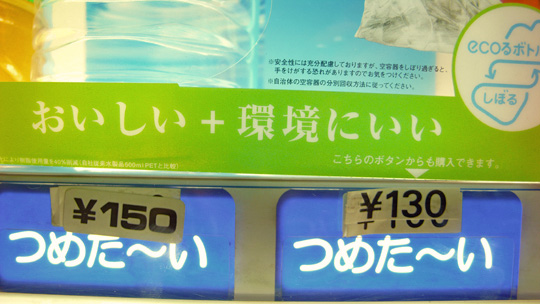 ※安全性には充分配慮しておりますが、空容器をしぼり過ぎると、
手をけがする恐れがありますのでお気をつけください。
※自治体の空容器の分別回収方法に従ってください。
ecoるボトル
しぼる
おいしい + 環境にいい
こちらのボタンからも購入できます。
¥150
¥130
つめた〜い
つめた〜い